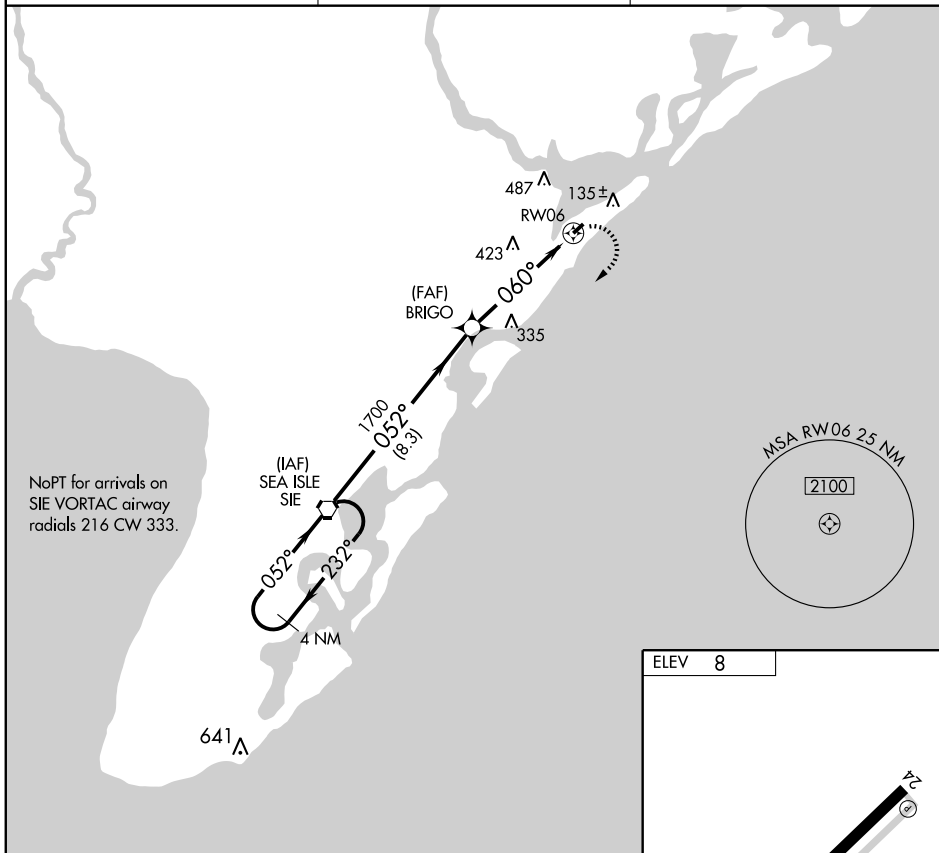 487
135±
RW06
423
060°
(FAF)
BRIGO
335
1700
052°
(8.3)
(IAF)
SEA ISLE
SIE
NoPT for arrivals on
SIE VORTAC airway
radials 216 CW 333.
052°
232°
4 NM
641
MSA RW06 25 NM
2100
ELEV 8
24
P